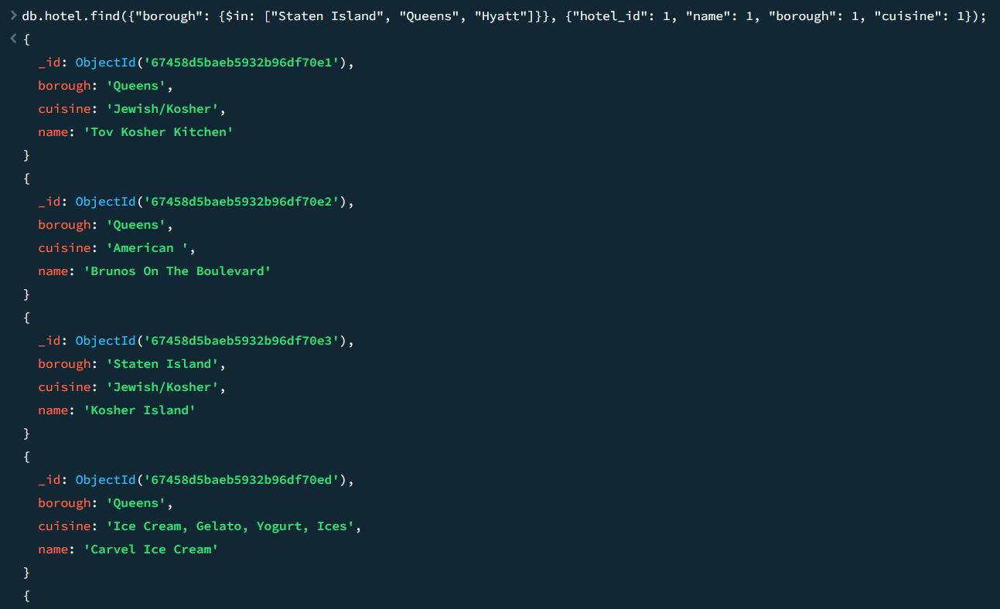 > db.hotel.find({"borough": {$in: ["Staten Island", "Queens", "Hyatt"]}}, {"hotel_id": 1, "name": 1, "borough": 1, "cuisine": 1});
< {
_id: ObjectId('67458d5baeb5932b96df70e1'),
borough: 'Queens',
cuisine: 'Jewish/Kosher',
name: 'Tov Kosher Kitchen'
}
{
_id: ObjectId('67458d5baeb5932b96df70e2'),
borough: 'Queens',
cuisine: 'American ',
name: 'Brunos On The Boulevard'
}
{
_id: ObjectId('67458d5baeb5932b96df70e3'),
borough: 'Staten Island',
cuisine: 'Jewish/Kosher',
name: 'Kosher Island'
}
{
_id: ObjectId('67458d5baeb5932b96df70ed'),
borough: 'Queens',
cuisine: 'Ice Cream, Gelato, Yogurt, Ices',
name: 'Carvel Ice Cream'
}
{